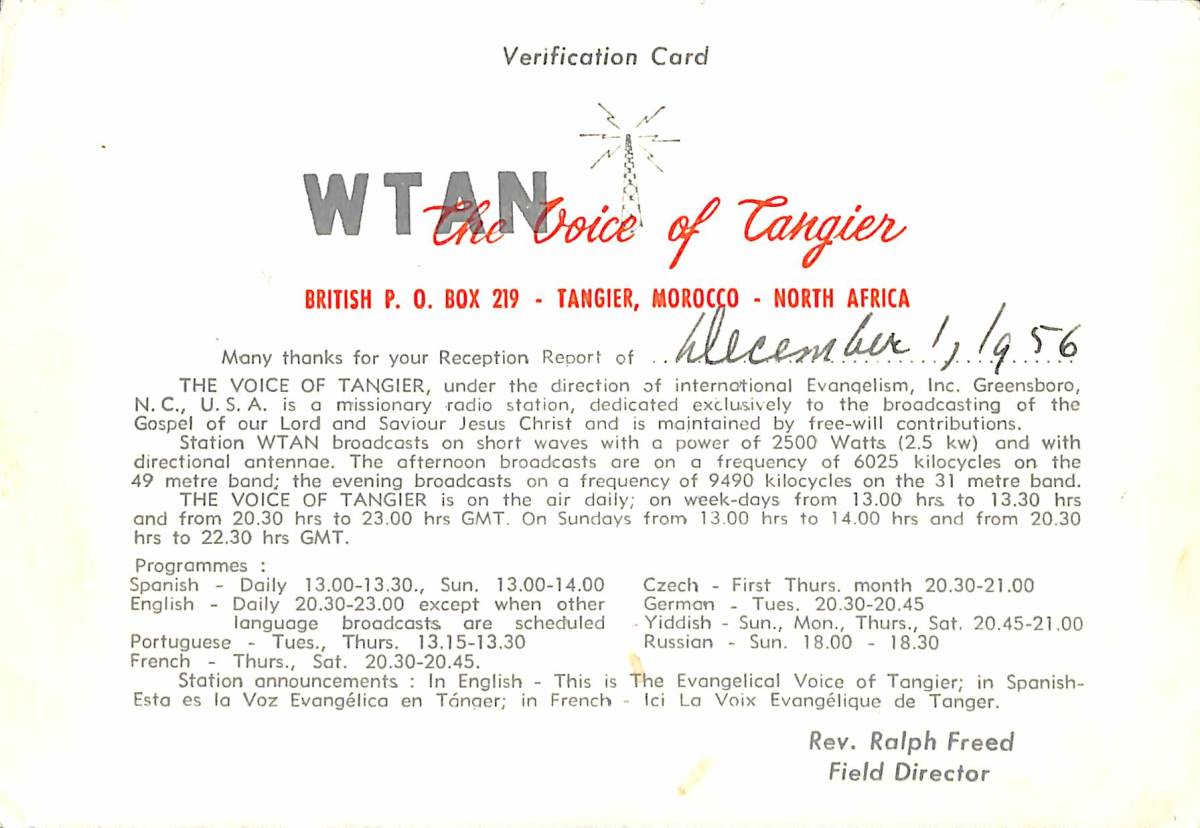 Verification Card
WTAN
The Voice of Tangier
BRITISH P. O. BOX 219 - TANGIER, MOROCCO - NORTH AFRICA
Many thanks for your Reception Report of ..December 1, 1956
THE VOICE OF TANGIER, under the direction of international Evangelism, Inc. Greensboro,
N. C., U. S. A. is a missionary radio station, dedicated exclusively to the broadcasting of the
Gospel of our Lord and Saviour Jesus Christ and is maintained by free-will contributions.
Station WTAN broadcasts on short waves with a power of 2500 Watts (2.5 kw) and with
directional antennae. The afternoon broadcasts are on a frequency of 6025 kilocycles on the
49 metre band; the evening broadcasts on a frequency of 9490 kilocycles on the 31 metre band.
THE VOICE OF TANGIER is on the air daily; on week-days from 13.00 hrs to 13.30 hrs
and from 20.30 hrs to 23.00 hrs GMT. On Sundays from 13.00 hrs to 14.00 hrs and from 20.30
hrs to 22.30 hrs GMT.
Programmes :
Spanish - Daily 13.00-13.30., Sun. 13.00-14.00
English - Daily 20.30-23.00 except when other
language broadcasts are scheduled
Portuguese - Tues., Thurs. 13.15-13.30
French - Thurs., Sat. 20.30-20.45.
Czech - First Thurs. month 20.30-21.00
German - Tues. 20.30-20.45
Yiddish - Sun., Mon., Thurs., Sat. 20.45-21.00
Russian - Sun. 18.00 - 18.30
Station announcements : In English - This is The Evangelical Voice of Tangier; in Spanish-
Esta es la Voz Evangélica en Tánger; in French - Ici La Voix Evangélique de Tanger.
Rev. Ralph Freed
Field Director